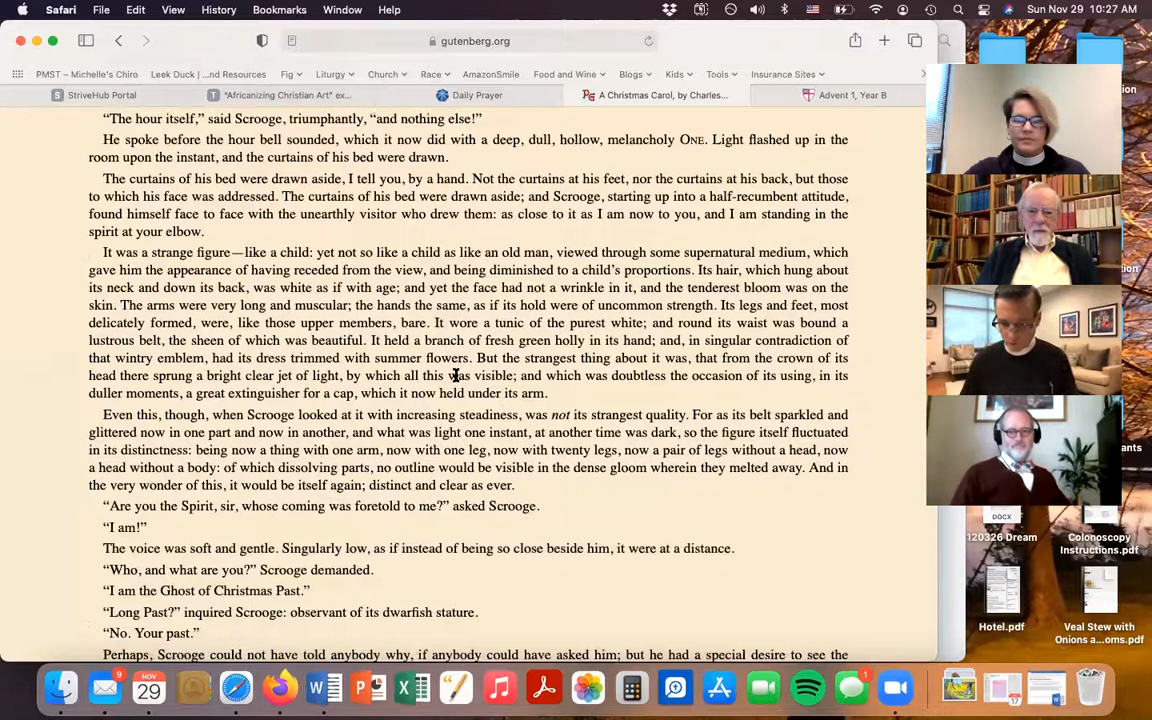 Safari File Edit View History Bookmarks Window Help Sun Nov 29 10:27 AM
gutenberg.org
PMST – Michelle's Chiro Leek Duck |...nd Resources Fig Liturgy Church Race AmazonSmile Food and Wine Blogs Kids Tools Insurance Sites
S StriveHub Portal T "Africanizing Christian Art" ex... Daily Prayer PG A Christmas Carol, by Charles... Advent 1, Year B
“The hour itself,” said Scrooge, triumphantly, “and nothing else!”
He spoke before the hour bell sounded, which it now did with a deep, dull, hollow, melancholy ONE. Light flashed up in the
room upon the instant, and the curtains of his bed were drawn.
The curtains of his bed were drawn aside, I tell you, by a hand. Not the curtains at his feet, nor the curtains at his back, but those
to which his face was addressed. The curtains of his bed were drawn aside; and Scrooge, starting up into a half-recumbent attitude,
found himself face to face with the unearthly visitor who drew them: as close to it as I am now to you, and I am standing in the
spirit at your elbow.
It was a strange figure—like a child: yet not so like a child as like an old man, viewed through some supernatural medium, which
gave him the appearance of having receded from the view, and being diminished to a child’s proportions. Its hair, which hung about
its neck and down its back, was white as if with age; and yet the face had not a wrinkle in it, and the tenderest bloom was on the
skin. The arms were very long and muscular; the hands the same, as if its hold were of uncommon strength. Its legs and feet, most
delicately formed, were, like those upper members, bare. It wore a tunic of the purest white; and round its waist was bound a
lustrous belt, the sheen of which was beautiful. It held a branch of fresh green holly in its hand; and, in singular contradiction of
that wintry emblem, had its dress trimmed with summer flowers. But the strangest thing about it was, that from the crown of its
head there sprung a bright clear jet of light, by which all this was visible; and which was doubtless the occasion of its using, in its
duller moments, a great extinguisher for a cap, which it now held under its arm.
Even this, though, when Scrooge looked at it with increasing steadiness, was not its strangest quality. For as its belt sparkled and
glittered now in one part and now in another, and what was light one instant, at another time was dark, so the figure itself fluctuated
in its distinctness: being now a thing with one arm, now with one leg, now with twenty legs, now a pair of legs without a head, now
a head without a body: of which dissolving parts, no outline would be visible in the dense gloom wherein they melted away. And in
the very wonder of this, it would be itself again; distinct and clear as ever.
“Are you the Spirit, sir, whose coming was foretold to me?” asked Scrooge.
“I am!”
The voice was soft and gentle. Singularly low, as if instead of being so close beside him, it were at a distance.
“Who, and what are you?” Scrooge demanded.
“I am the Ghost of Christmas Past.”
“Long Past?” inquired Scrooge: observant of its dwarfish stature.
“No. Your past.”
Perhaps, Scrooge could not have told anybody why, if anybody could have asked him; but he had a special desire to see the
DOCX
120326 Dream
Colonoscopy
Instructions.pdf
Hotel.pdf
Veal Stew with
Onions a...oms.pdf
9
NOV
29
1
17